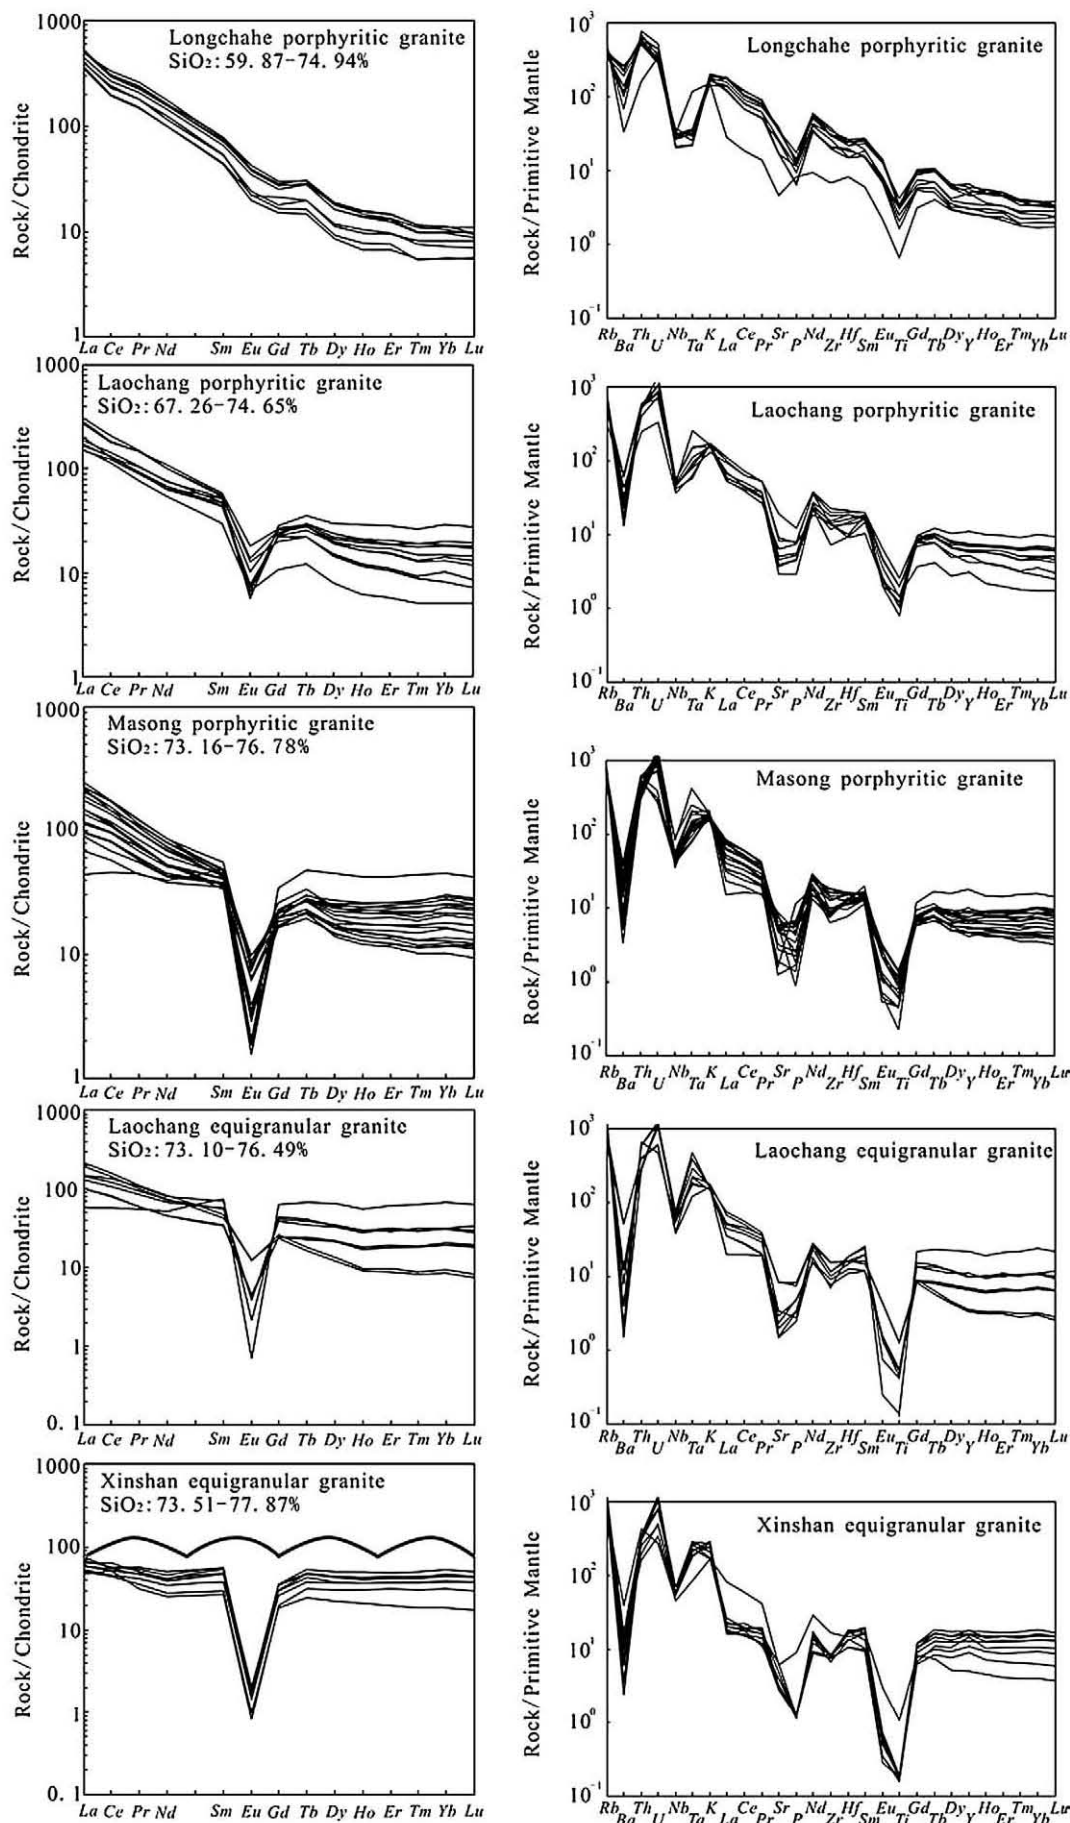 1000
100
10
1
Rock/Chondrite
Longchahe porphyritic granite
SiO₂: 59. 87-74. 94%
La Ce Pr Nd Sm Eu Gd Tb Dy Ho Er Tm Yb Lu
10³
10²
10¹
10⁰
10⁻¹
Rock/Primitive Mantle
Longchahe porphyritic granite
Rb Ba Th U Nb Ta K La Ce Pr Sr P Nd Zr Hf Sm Eu Ti Gd Tb Dy Y Ho Er Tm Yb Lu
1000
100
10
1
Rock/Chondrite
Laochang porphyritic granite
SiO₂: 67. 26-74. 65%
La Ce Pr Nd Sm Eu Gd Tb Dy Ho Er Tm Yb Lu
10³
10²
10¹
10⁰
10⁻¹
Rock/Primitive Mantle
Laochang porphyritic granite
Rb Ba Th U Nb Ta K La Ce Pr Sr P Nd Zr Hf Sm Eu Ti Gd Tb Dy Y Ho Er Tm Yb Lu
1000
100
10
1
Rock/Chondrite
Masong porphyritic granite
SiO₂: 73. 16-76. 78%
La Ce Pr Nd Sm Eu Gd Tb Dy Ho Er Tm Yb Lu
10³
10²
10¹
10⁰
10⁻¹
Rock/Primitive Mantle
Masong porphyritic granite
Rb Ba Th U Nb Ta K La Ce Pr Sr P Nd Zr Hf Sm Eu Ti Gd Tb Dy Y Ho Er Tm Yb Lu
1000
100
10
1
0. 1
Rock/Chondrite
Laochang equigranular granite
SiO₂: 73. 10-76. 49%
La Ce Pr Nd Sm Eu Gd Tb Dy Ho Er Tm Yb Lu
10³
10²
10¹
10⁰
10⁻¹
Rock/Primitive Mantle
Laochang equigranular granite
Rb Ba Th U Nb Ta K La Ce Pr Sr P Nd Zr Hf Sm Eu Ti Gd Tb Dy Y Ho Er Tm Yb Lu
1000
100
10
1
0. 1
Rock/Chondrite
Xinshan equigranular granite
SiO₂: 73. 51-77. 87%
La Ce Pr Nd Sm Eu Gd Tb Dy Ho Er Tm Yb Lu
10³
10²
10¹
10⁰
10⁻¹
Rock/Primitive Mantle
Xinshan equigranular granite
Rb Ba Th U Nb Ta K La Ce Pr Sr P Nd Zr Hf Sm Eu Ti Gd Tb Dy Y Ho Er Tm Yb Lu